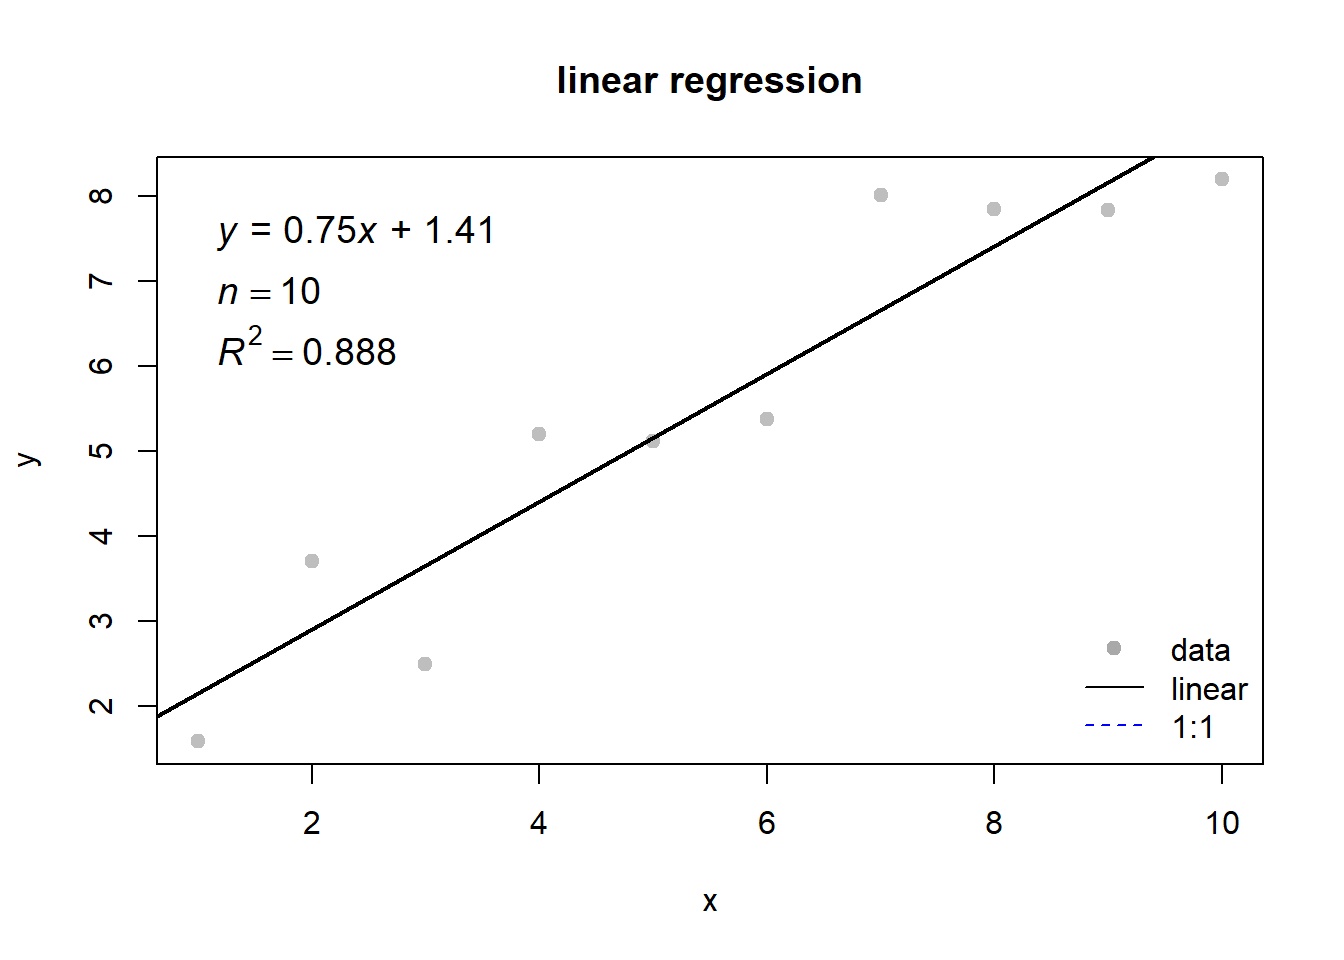 linear regression
y = 0.75x + 1.41
n = 10
R² = 0.888
8
7
6
5
4
3
2
y
data
linear
1:1
2 4 6 8 10
x